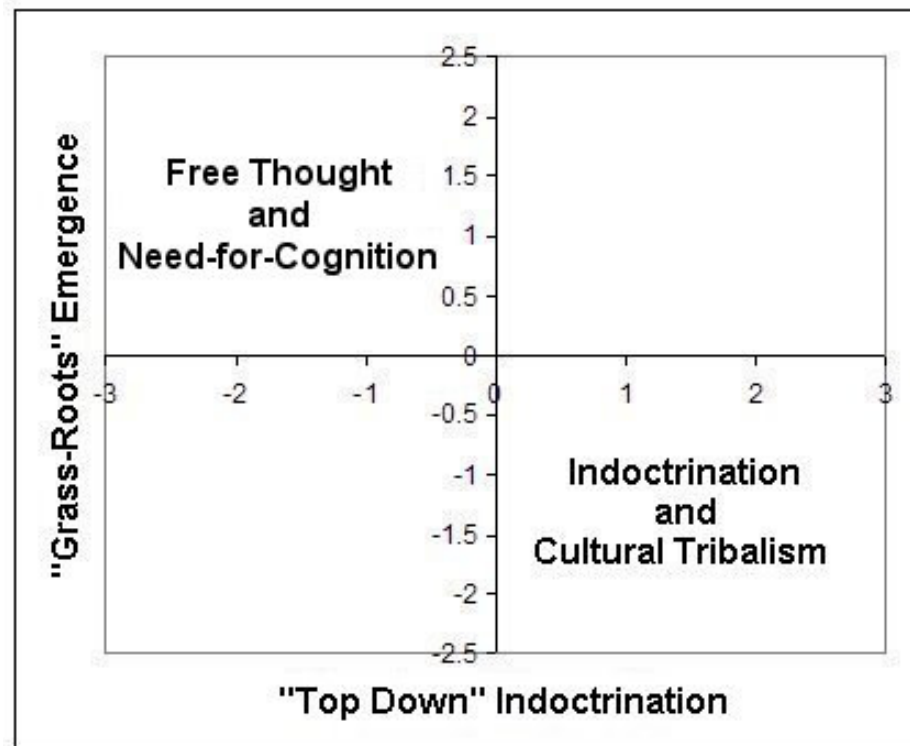 2.5
2
Free Thought
1.5
and
1
Need-for-Cognition
0.5
0
-3
-2
-1
0
1
2
3
-0.5
Indoctrination
-1
and
-1.5
Cultural Tribalism
-2
-2.5
"Grass-Roots" Emergence
"Top Down" Indoctrination